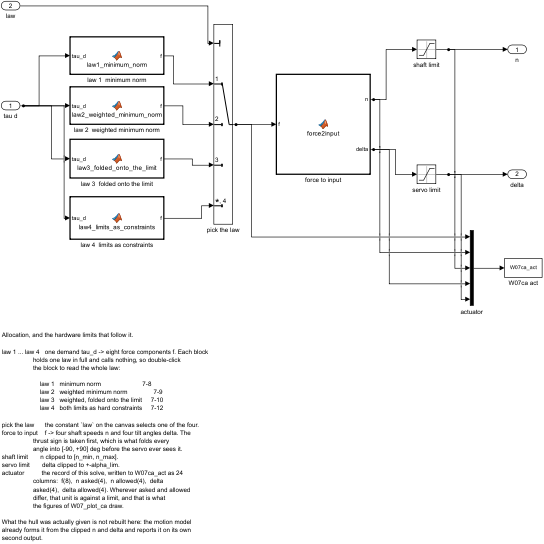 2
law
tau_d
law1_minimum_norm
f
law 1 minimum norm
tau_d
law2_weighted_minimum_norm
f
law 2 weighted minimum norm
1
tau d
tau_d
law3_folded_onto_the_limit
f
law 3 folded onto the limit
tau_d
law4_limits_as_constraints
f
law 4 limits as constraints
1
2
3
*, 4
pick the law
f
force2input
n
delta
force to input
shaft limit
1
n
servo limit
2
delta
actuator
W07ca_act
W07ca act
Allocation, and the hardware limits that follow it.
law 1 ... law 4 one demand tau_d -> eight force components f. Each block
holds one law in full and calls nothing, so double-click
the block to read the whole law:
law 1 minimum norm 7-8
law 2 weighted minimum norm 7-9
law 3 weighted, folded onto the limit 7-10
law 4 both limits as hard constraints 7-12
pick the law the constant `law` on the canvas selects one of the four.
force to input f -> four shaft speeds n and four tilt angles delta. The
thrust sign is taken first, which is what folds every
angle into [-90, +90] deg before the servo ever sees it.
shaft limit n clipped to [n_min, n_max].
servo limit delta clipped to +-alpha_lim.
actuator the record of this solve, written to W07ca_act as 24
columns: f(8), n asked(4), n allowed(4), delta
asked(4), delta allowed(4). Wherever asked and allowed
differ, that unit is against a limit, and that is what
the figures of W07_plot_ca draw.
What the hull was actually given is not rebuilt here: the motion model
already forms it from the clipped n and delta and reports it on its own
second output.